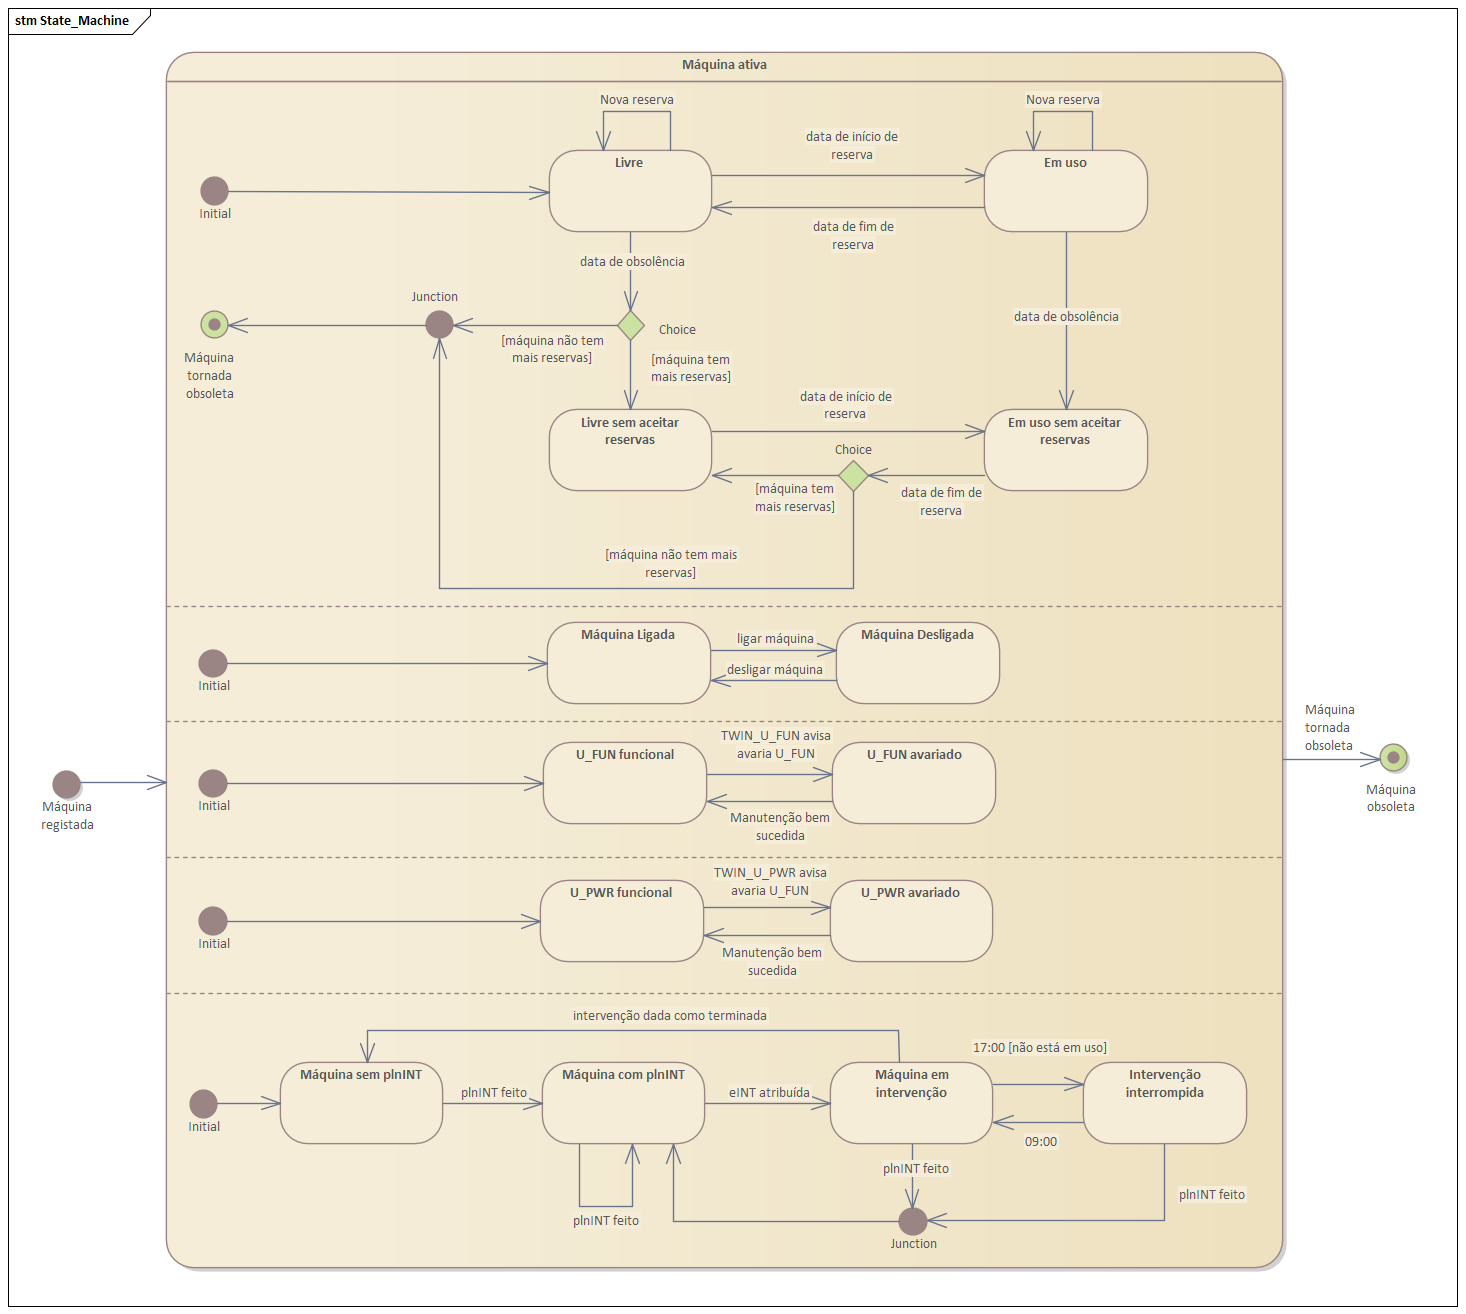 stm State_Machine
Máquina ativa
Nova reserva
Nova reserva
data de início de
reserva
Livre
Em uso
Initial
data de fim de
reserva
data de obsolência
Junction
data de obsolência
Choice
[máquina não tem
mais reservas]
Máquina
tornada
obsoleta
[máquina tem
mais reservas]
data de início de
reserva
Livre sem aceitar
reservas
Em uso sem aceitar
reservas
Choice
[máquina tem
mais reservas]
data de fim de
reserva
[máquina não tem mais
reservas]
Máquina Ligada
ligar máquina
Máquina Desligada
desligar máquina
Initial
Máquina
tornada
obsoleta
TWIN_U_FUN avisa
avaria U_FUN
U_FUN funcional
U_FUN avariado
Initial
Máquina
registada
Manutenção bem
sucedida
Máquina
obsoleta
TWIN_U_PWR avisa
avaria U_FUN
U_PWR funcional
U_PWR avariado
Initial
Manutenção bem
sucedida
intervenção dada como terminada
17:00 [não está em uso]
Máquina sem plnINT
Máquina com plnINT
Máquina em
intervenção
Intervenção
interrompida
plnINT feito
eINT atribuída
Initial
09:00
plnINT feito
plnINT feito
plnINT feito
Junction